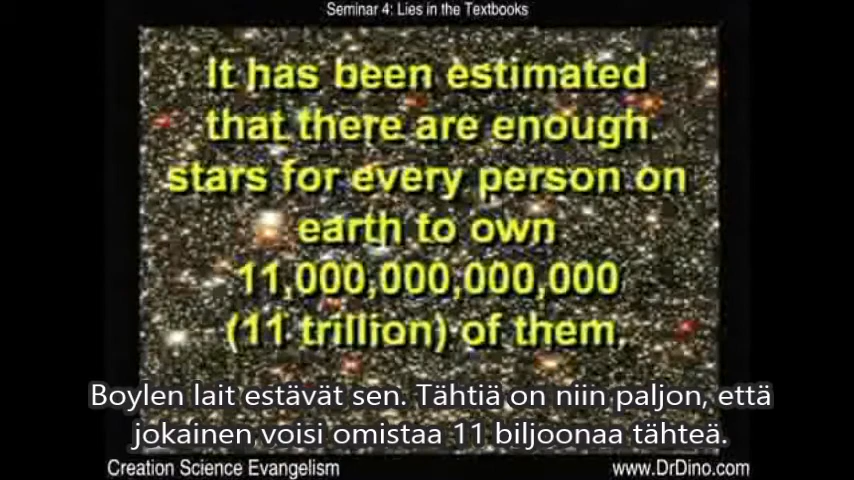 Seminar 4: Lies in the Textbooks
It has been estimated
that there are enough
stars for every person on
earth to own
11,000,000,000,000
(11 trillion) of them.
Boylen lait estävät sen. Tähtiä on niin paljon, että
jokainen voisi omistaa 11 biljoonaa tähteä.
Creation Science Evangelism
www.DrDino.com